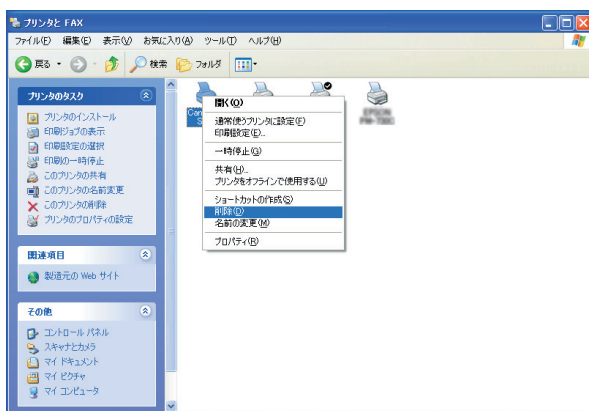 プリンタと FAX
ファイル(F) 編集(E) 表示(V) お気に入り(A) ツール(T) ヘルプ(H)
戻る 検索 フォルダ
プリンタのタスク
プリンタのインストール
印刷ジョブの表示
印刷設定の選択
印刷の一時停止
このプリンタの共有
このプリンタの名前変更
このプリンタの削除
プリンタのプロパティの設定
関連項目
製造元の Web サイト
その他
コントロール パネル
スキャナとカメラ
マイ ドキュメント
マイ ピクチャ
マイ コンピュータ
開く(O)
通常使うプリンタに設定(F)
印刷設定(E)...
一時停止(G)
共有(H)...
プリンタをオフラインで使用する(U)
ショートカットの作成(S)
削除(D)
名前の変更(M)
プロパティ(R)